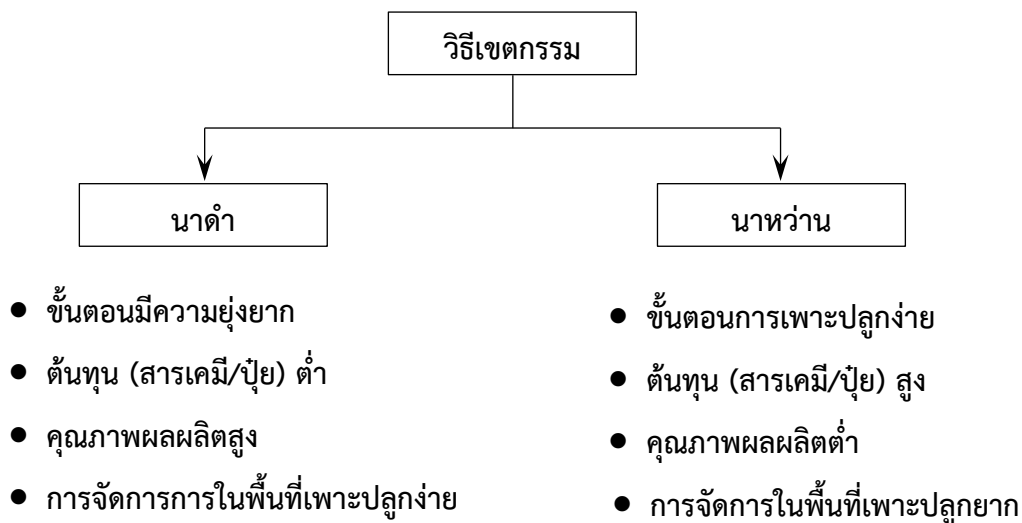 วิธีเขตกรรม
นาดำ
นาหว่าน
● ขั้นตอนมีความยุ่งยาก
● ต้นทุน (สารเคมี/ปุ๋ย) ต่ำ
● คุณภาพผลผลิตสูง
● การจัดการการในพื้นที่เพาะปลูกง่าย
● ขั้นตอนการเพาะปลูกง่าย
● ต้นทุน (สารเคมี/ปุ๋ย) สูง
● คุณภาพผลผลิตต่ำ
● การจัดการในพื้นที่เพาะปลูกยาก